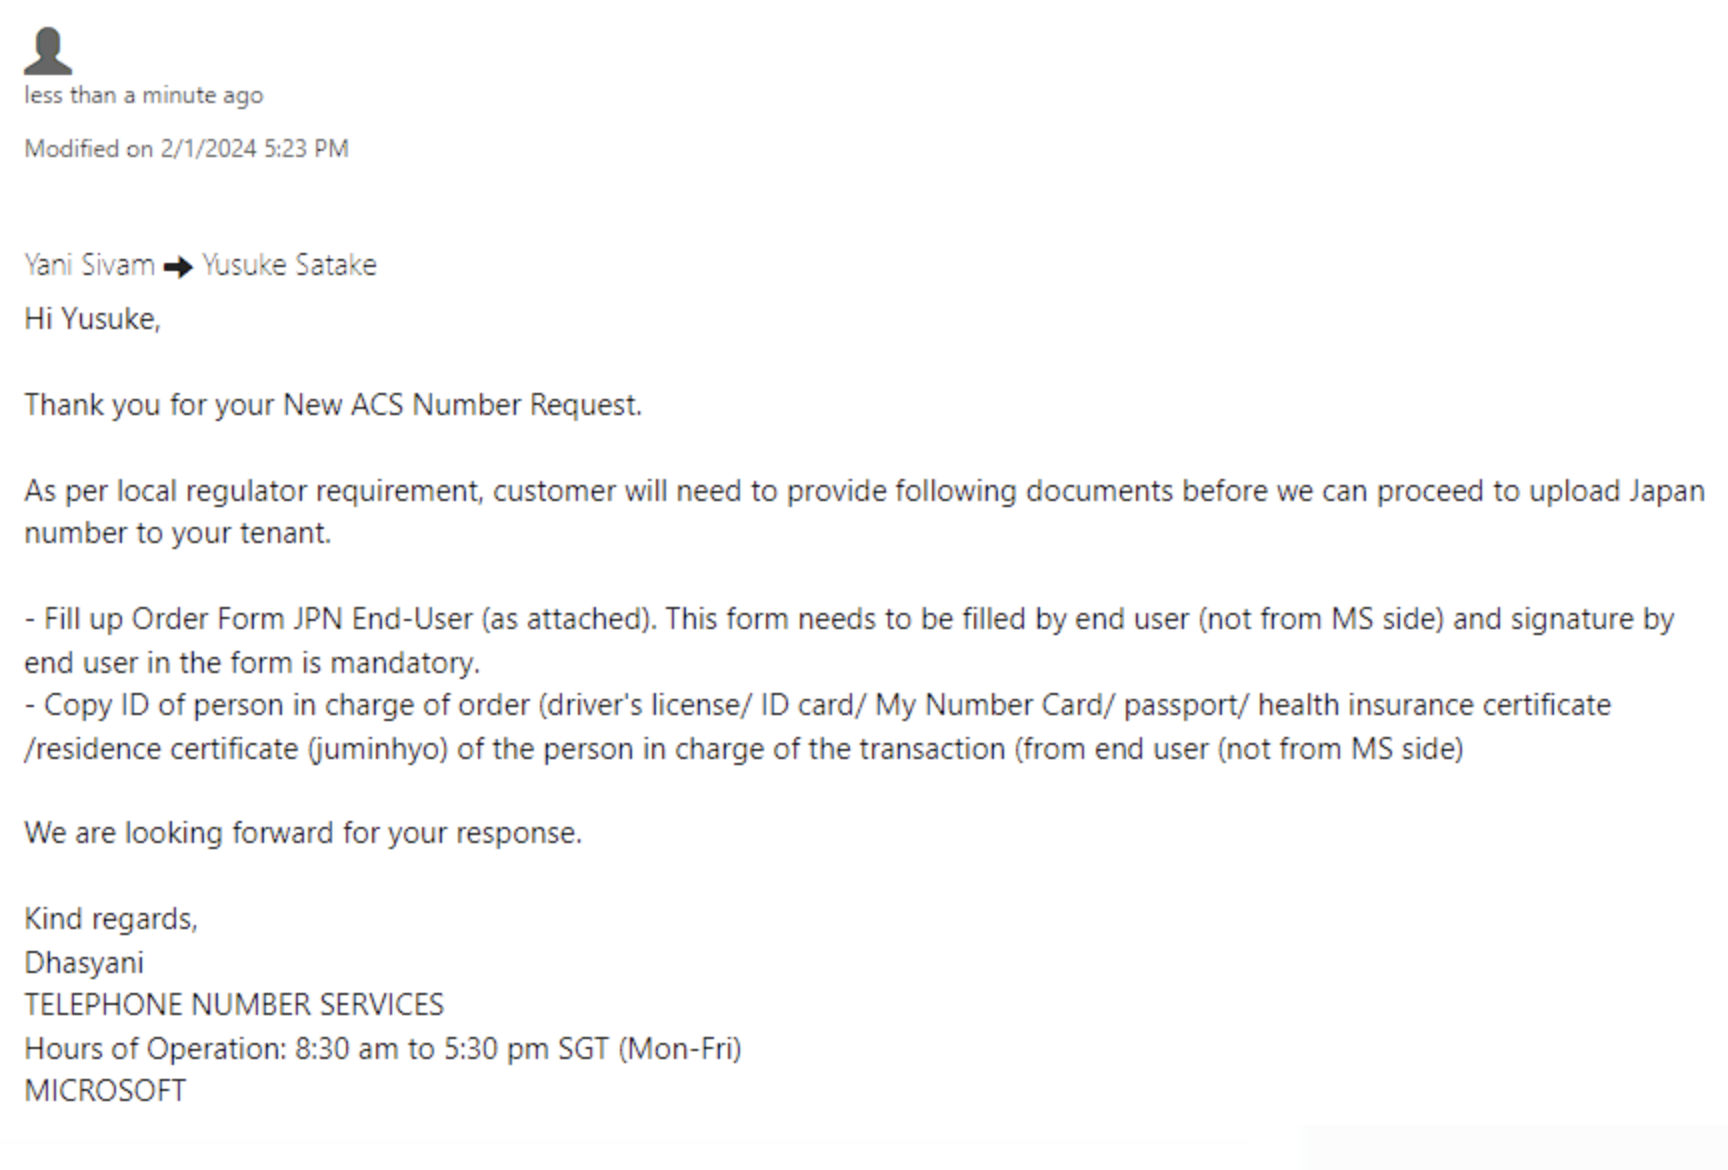 less than a minute ago
Modified on 2/1/2024 5:23 PM
Yani Sivam ➡ Yusuke Satake
Hi Yusuke,
Thank you for your New ACS Number Request.
As per local regulator requirement, customer will need to provide following documents before we can proceed to upload Japan
number to your tenant.
- Fill up Order Form JPN End-User (as attached). This form needs to be filled by end user (not from MS side) and signature by
end user in the form is mandatory.
- Copy ID of person in charge of order (driver's license/ ID card/ My Number Card/ passport/ health insurance certificate
/residence certificate (juminhyo) of the person in charge of the transaction (from end user (not from MS side)
We are looking forward for your response.
Kind regards,
Dhasyani
TELEPHONE NUMBER SERVICES
Hours of Operation: 8:30 am to 5:30 pm SGT (Mon-Fri)
MICROSOFT